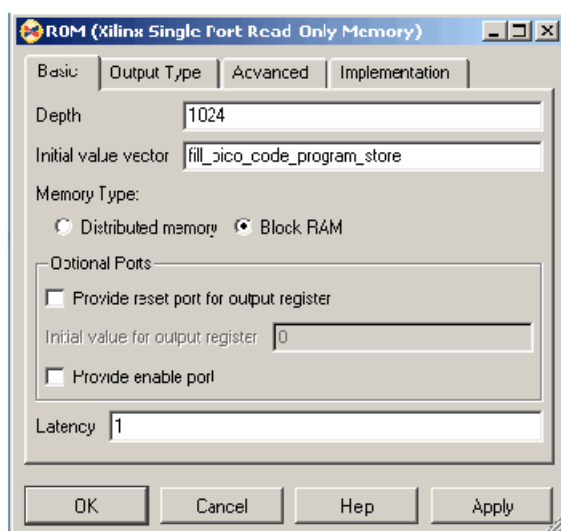 ROM (Xilinx Single Port Read-Only Memory)
Basic Output Type Advanced Implementation
Depth 1024
Initial value vector fill_pico_code_program_store
Memory Type:
Distributed memory Block RAM
Optional Ports
Provide reset port for output register
Initial value for output register 0
Provide enable port
Latency 1
OK Cancel Help Apply